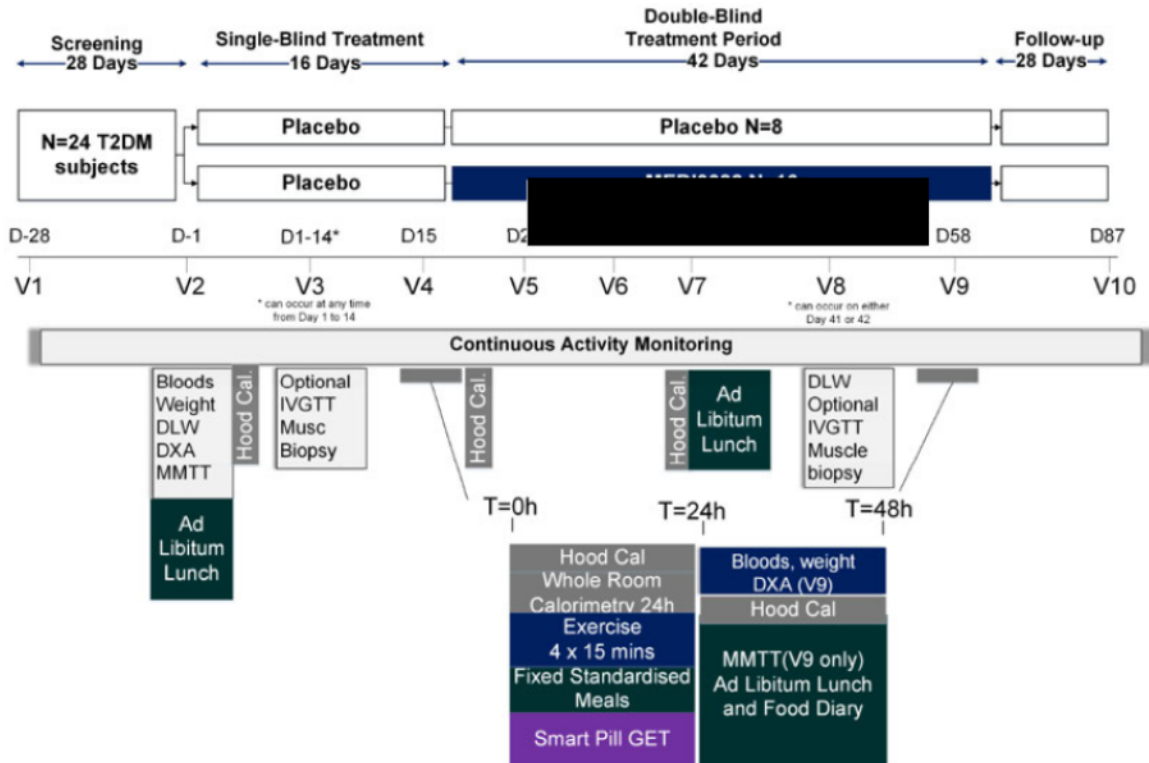 Screening
28 Days
Single-Blind Treatment
16 Days
Double-Blind
Treatment Period
42 Days
Follow-up
28 Days
N=24 T2DM
subjects
Placebo
Placebo N=8
Placebo
D-28
D-1
D1-14*
D15
D58
D87
V1
V2
V3
V4
V5
V6
V7
V8
V9
V10
* can occur at any time
from Day 1 to 14
* can occur on either
Day 41 or 42
Continuous Activity Monitoring
Bloods
Weight
DLW
DXA
MMTT
Ad
Libitum
Lunch
Hood Cal.
Optional
IVGTT
Musc
Biopsy
Hood Cal.
Hood Cal.
Ad
Libitum
Lunch
DLW
Optional
IVGTT
Muscle
biopsy
T=0h
T=24h
T=48h
Hood Cal
Whole Room
Calorimetry 24h
Exercise
4 x 15 mins
Fixed Standardised
Meals
Smart Pill GET
Bloods, weight
DXA (V9)
Hood Cal
MMTT(V9 only)
Ad Libitum Lunch
and Food Diary